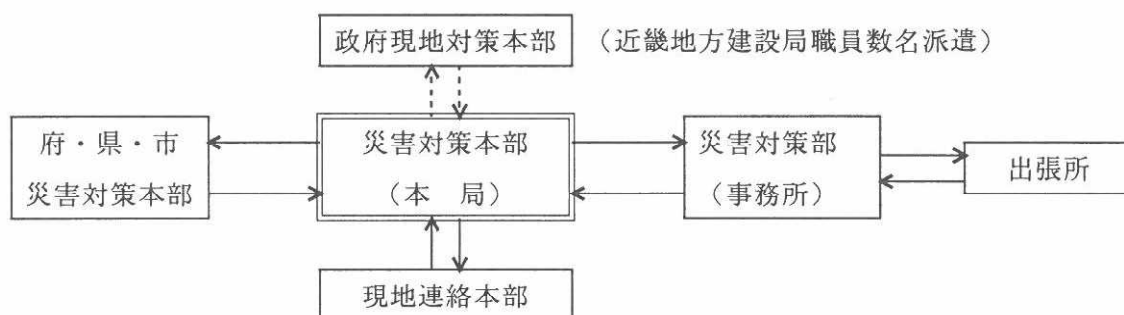 政府現地対策本部
（近畿地方建設局職員数名派遣）
府・県・市
災害対策本部
災害対策本部
（本　局）
災害対策部
（事務所）
出張所
現地連絡本部